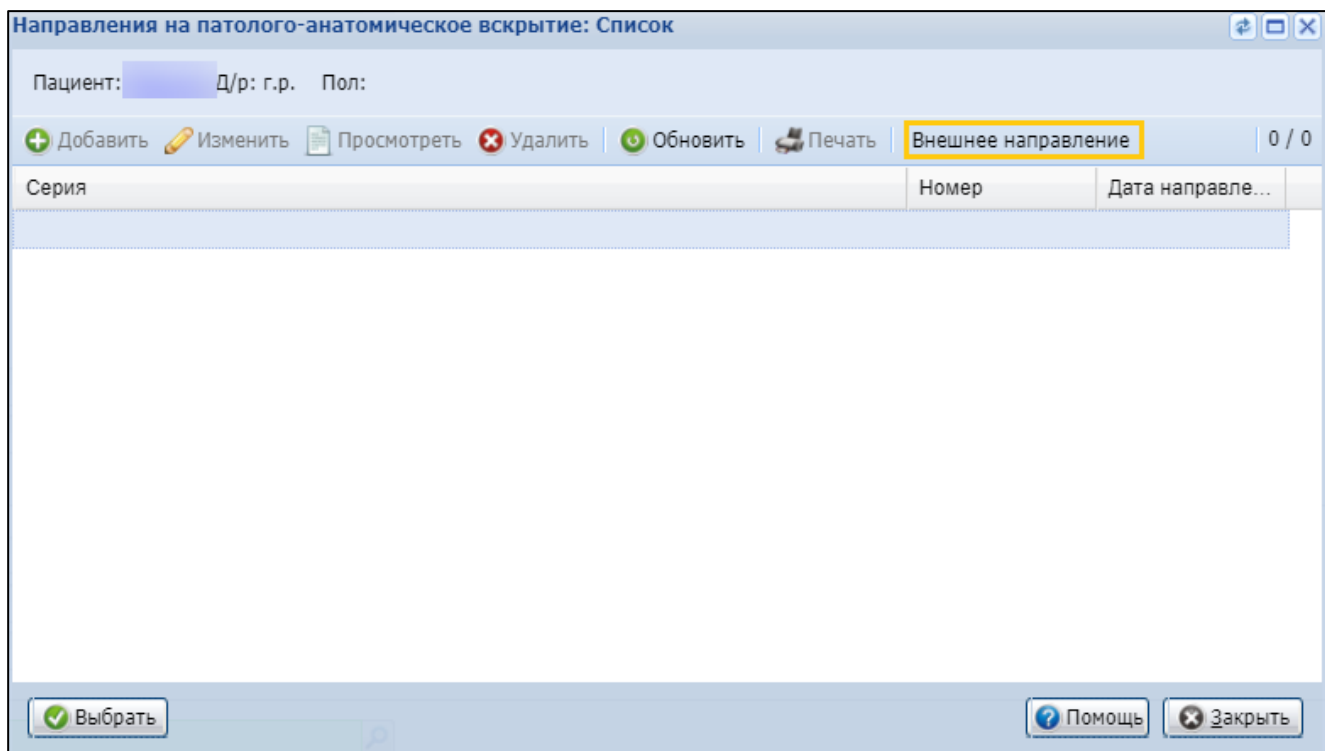 Направления на патолого-анатомическое вскрытие: Список
Пациент: Д/р: г.р. Пол:
Добавить Изменить Просмотреть Удалить Обновить Печать Внешнее направление 0 / 0
Серия Номер Дата направле...
Выбрать Помощь Закрыть